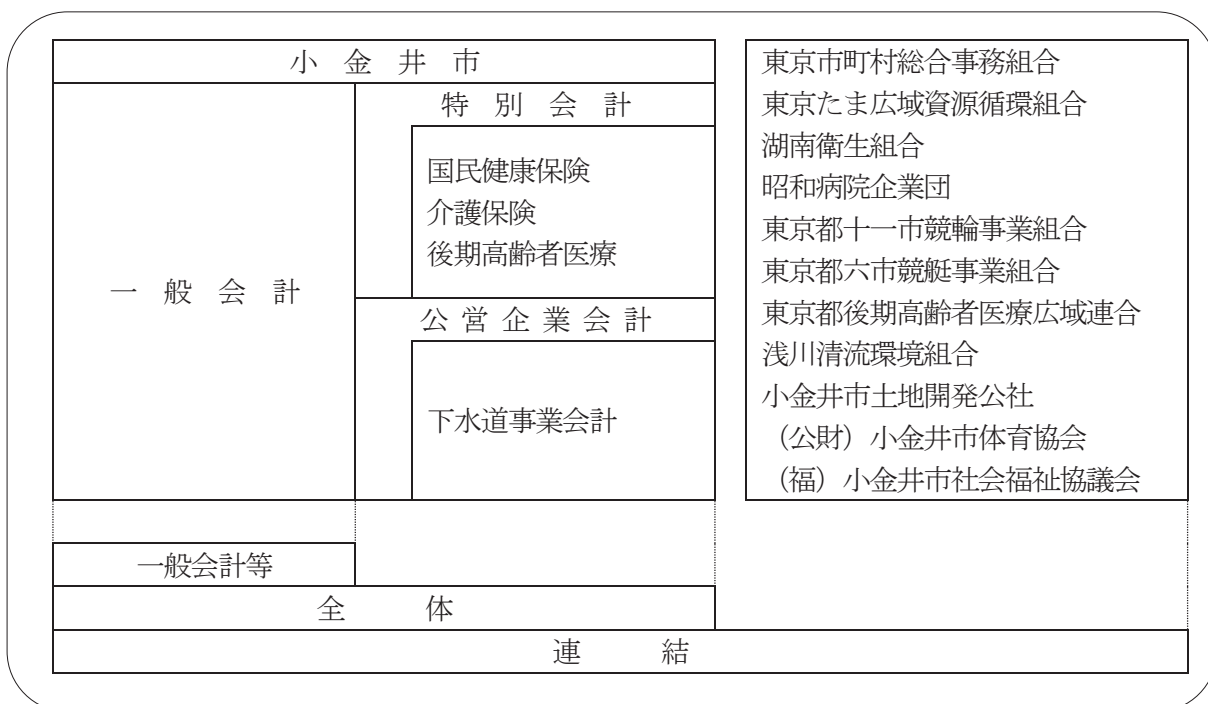 小金井市
一般会計
特別会計
国民健康保険
介護保険
後期高齢者医療
公営企業会計
下水道事業会計
東京市町村総合事務組合
東京たま広域資源循環組合
湖南衛生組合
昭和病院企業団
東京都十一市競輪事業組合
東京都六市競艇事業組合
東京都後期高齢者医療広域連合
浅川清流環境組合
小金井市土地開発公社
（公財）小金井市体育協会
（福）小金井市社会福祉協議会
一般会計等
全体
連結